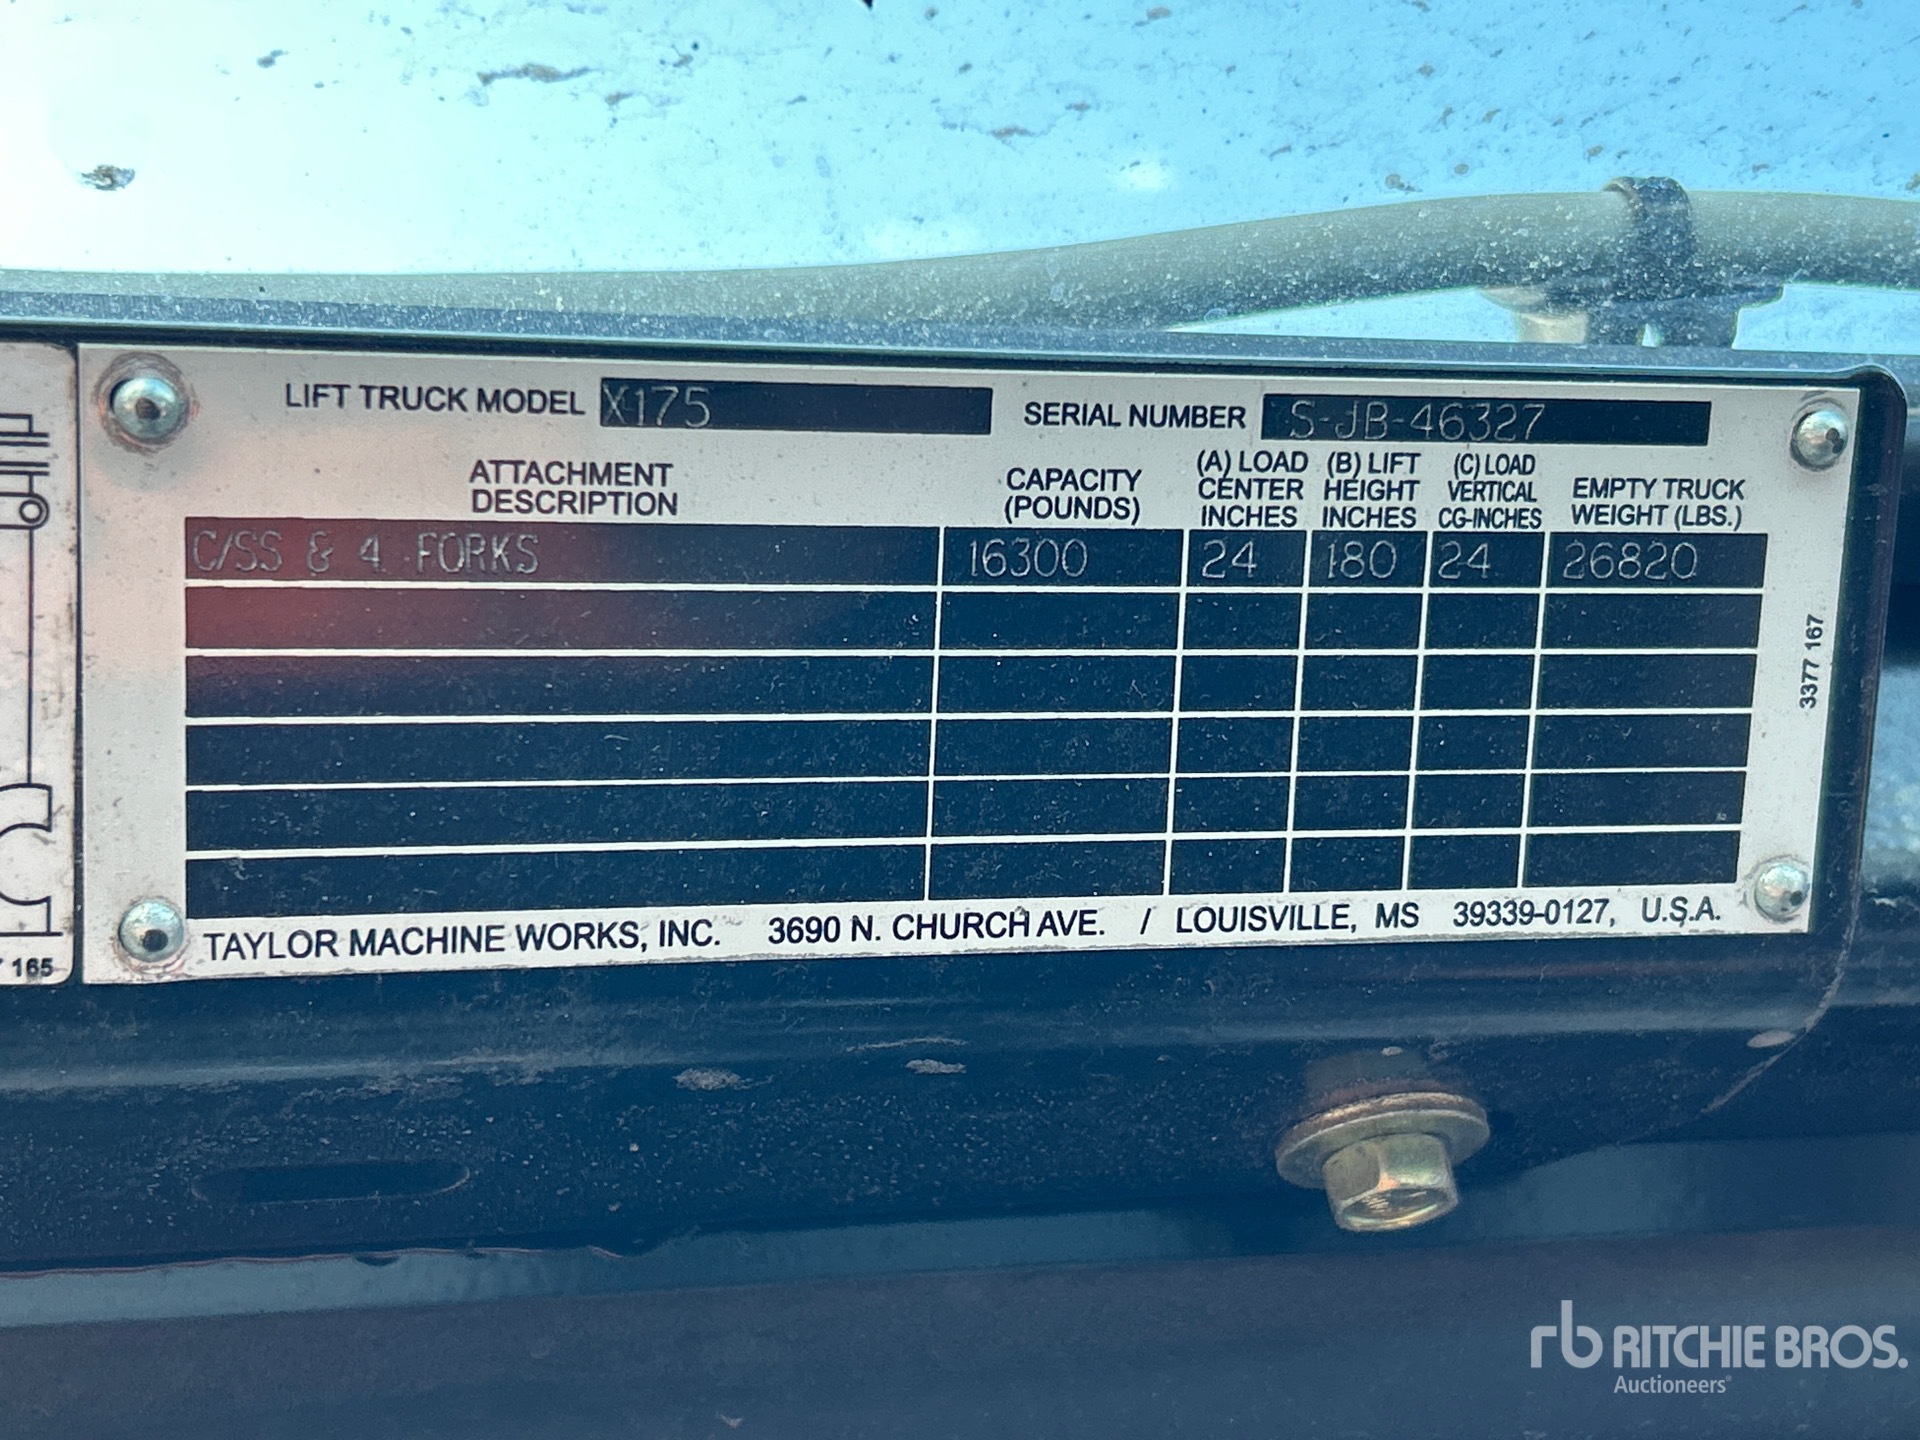 LIFT TRUCK MODEL X175 SERIAL NUMBER S-JB-46327
ATTACHMENT DESCRIPTION CAPACITY (POUNDS) (A) LOAD CENTER INCHES (B) LIFT HEIGHT INCHES (C) LOAD VERTICAL CG-INCHES EMPTY TRUCK WEIGHT (LBS.)
C/SS & 4 FORKS 16300 24 180 24 26820
3377 167
TAYLOR MACHINE WORKS, INC. 3690 N. CHURCH AVE. / LOUISVILLE, MS 39339-0127, U.S.A.
165
rb RITCHIE BROS.
Auctioneers